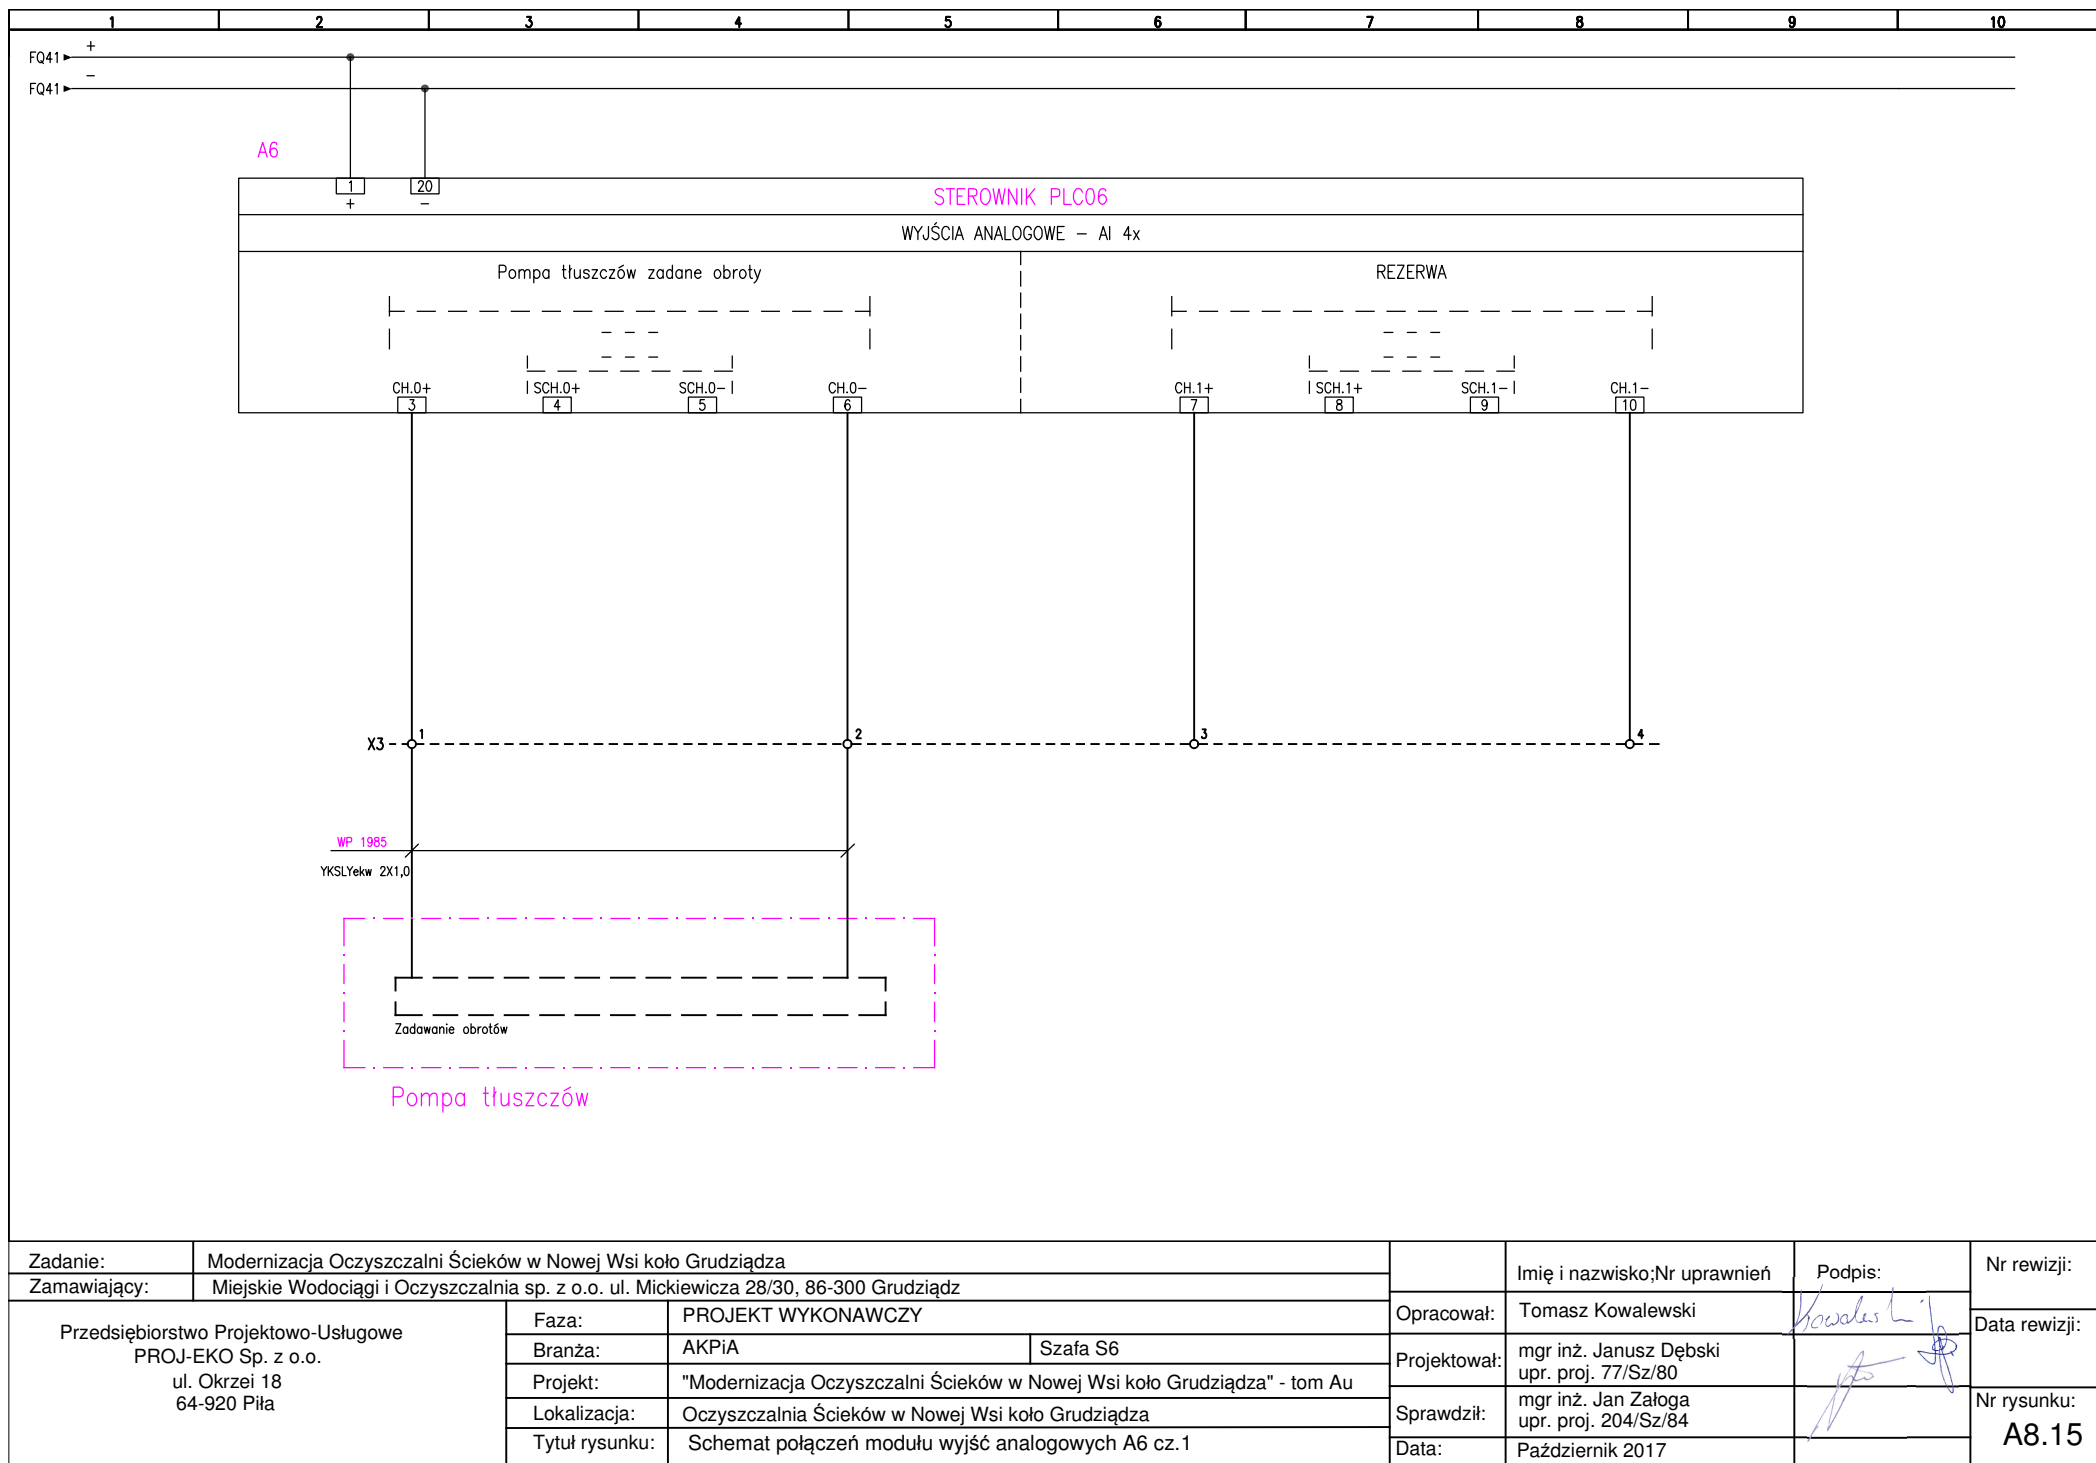 1 2 3 4 5 6 7 8 9 10
FQ41 +
FQ41 −
A6
1 20
+ −
STEROWNIK PLC06
WYJŚCIA ANALOGOWE − AI 4x
Pompa tłuszczów zadane obroty
REZERWA
CH.0+ SCH.0+ SCH.0− CH.0− CH.1+ SCH.1+ SCH.1− CH.1−
3 4 5 6 7 8 9 10
X3 1 2 3 4
WP 1985
YKSLYekw 2X1,0
Zadawanie obrotów
Pompa tłuszczów
Zadanie: Modernizacja Oczyszczalni Ścieków w Nowej Wsi koło Grudziądza
Zamawiający: Miejskie Wodociągi i Oczyszczalnia sp. z o.o. ul. Mickiewicza 28/30, 86-300 Grudziądz
Przedsiębiorstwo Projektowo-Usługowe
PROJ-EKO Sp. z o.o.
ul. Okrzei 18
64-920 Piła
Faza: PROJEKT WYKONAWCZY
Branża: AKPiA Szafa S6
Projekt: "Modernizacja Oczyszczalni Ścieków w Nowej Wsi koło Grudziądza" - tom Au
Lokalizacja: Oczyszczalnia Ścieków w Nowej Wsi koło Grudziądza
Tytuł rysunku: Schemat połączeń modułu wyjść analogowych A6 cz.1
Imię i nazwisko;Nr uprawnień Podpis:
Opracował: Tomasz Kowalewski
Projektował: mgr inż. Janusz Dębski
upr. proj. 77/Sz/80
Sprawdził: mgr inż. Jan Załoga
upr. proj. 204/Sz/84
Data: Październik 2017
Nr rewizji:
Data rewizji:
Nr rysunku:
A8.15